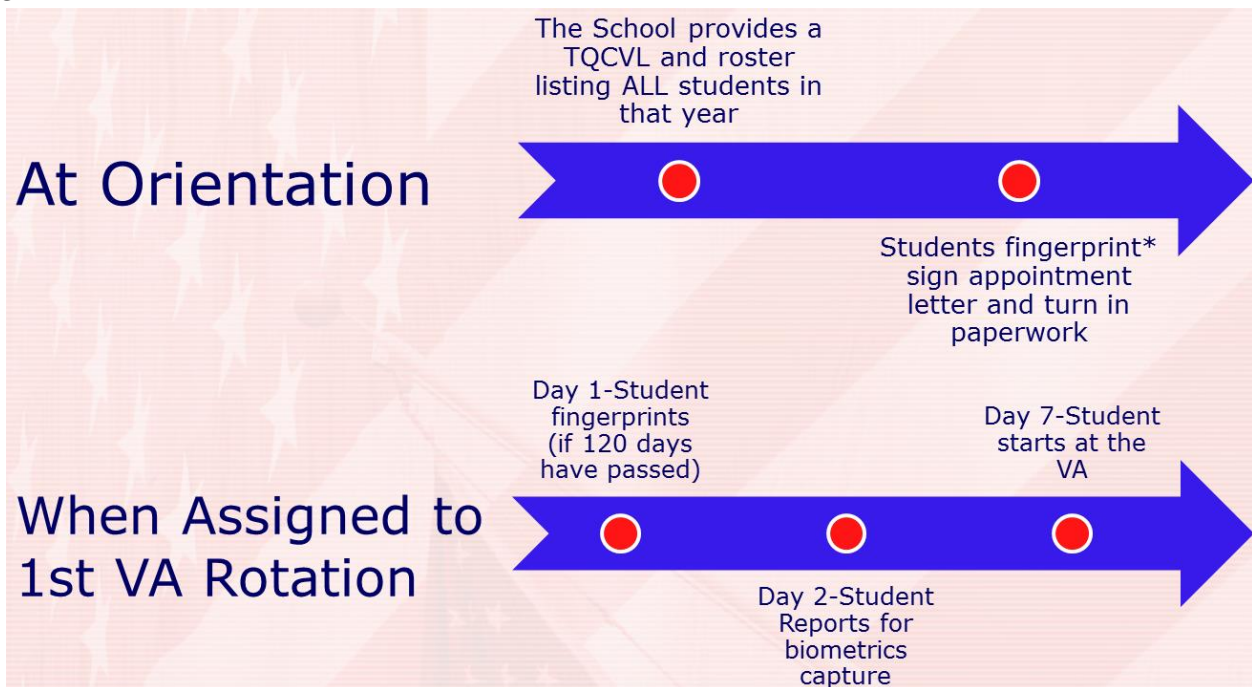 The School provides a
TQCVL and roster
listing ALL students in
that year
At Orientation
Students fingerprint*
sign appointment
letter and turn in
paperwork
Day 1-Student
fingerprints
(if 120 days
have passed)
Day 7-Student
starts at the
VA
When Assigned to
1st VA Rotation
Day 2-Student
Reports for
biometrics
capture